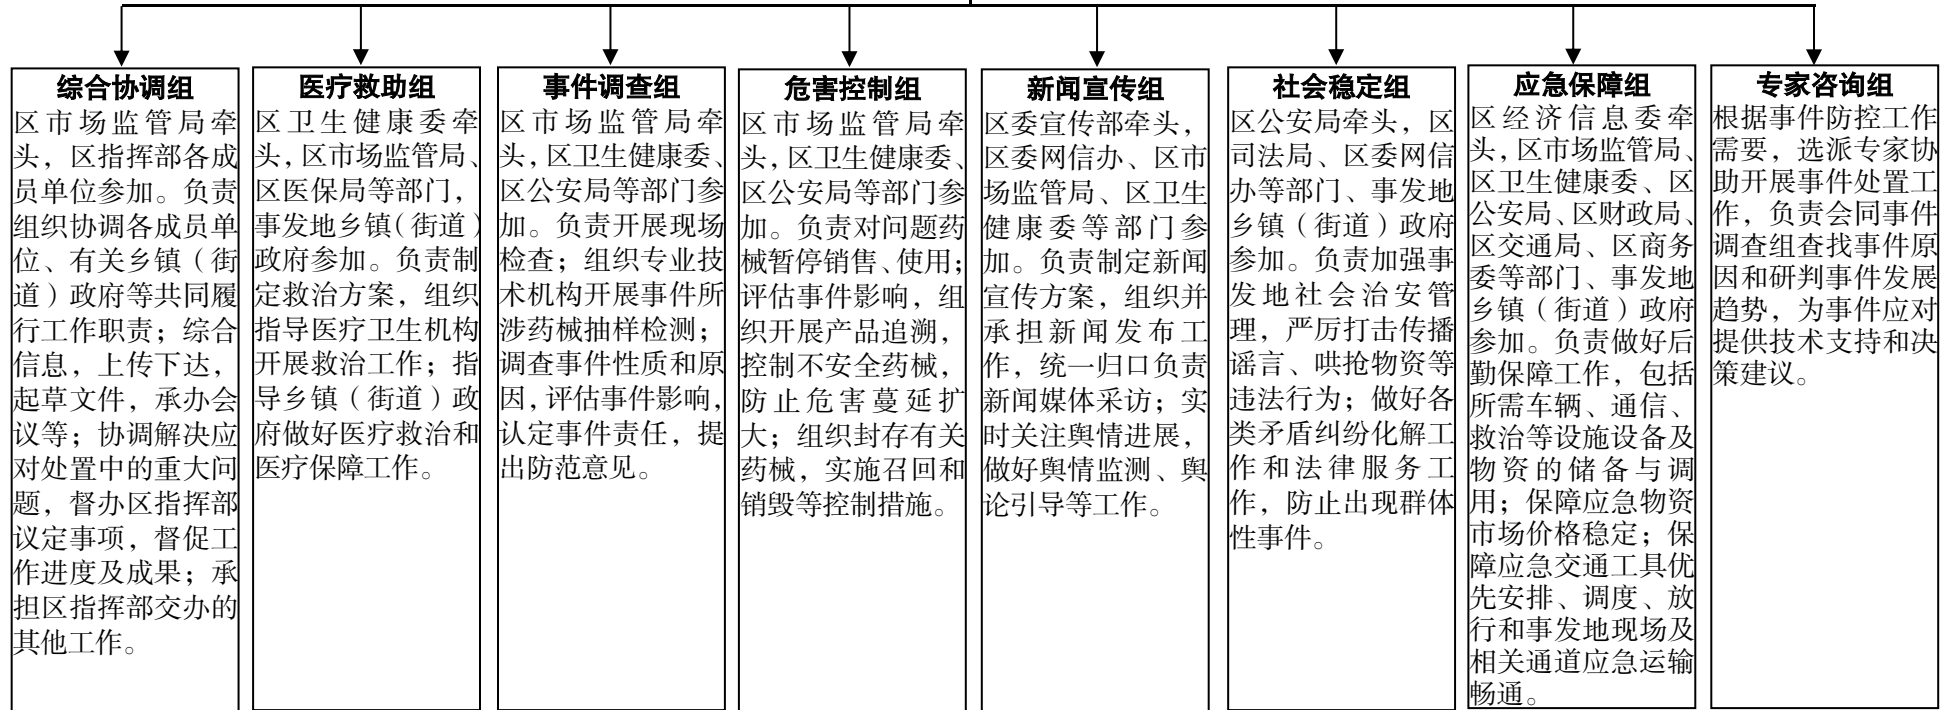 综合协调组
区市场监管局牵
头，区指挥部各成
员单位参加。负责
组织协调各成员单
位、有关乡镇（街
道）政府等共同履
行工作职责；综合
信息，上传下达，
起草文件，承办会
议等；协调解决应
对处置中的重大问
题，督办区指挥部
议定事项，督促工
作进度及成果；承
担区指挥部交办的
其他工作。
医疗救助组
区卫生健康委牵
头，区市场监管局、
区医保局等部门，
事发地乡镇（街道）
政府参加。负责制
定救治方案，组织
指导医疗卫生机构
开展救治工作；指
导乡镇（街道）政
府做好医疗救治和
医疗保障工作。
事件调查组
区市场监管局牵
头，区卫生健康委、
区公安局等部门参
加。负责开展现场
检查；组织专业技
术机构开展事件所
涉药械抽样检测；
调查事件性质和原
因，评估事件影响，
认定事件责任，提
出防范意见。
危害控制组
区市场监管局牵
头，区卫生健康委、
区公安局等部门参
加。负责对问题药
械暂停销售、使用；
评估事件影响，组
织开展产品追溯，
控制不安全药械，
防止危害蔓延扩
大；组织封存有关
药械，实施召回和
销毁等控制措施。
新闻宣传组
区委宣传部牵头，
区委网信办、区市
场监管局、区卫生
健康委等部门参
加。负责制定新闻
宣传方案，组织并
承担新闻发布工
作，统一归口负责
新闻媒体采访；实
时关注舆情进展，
做好舆情监测、舆
论引导等工作。
社会稳定组
区公安局牵头，区
司法局、区委网信
办等部门、事发地
乡镇（街道）政府
参加。负责加强事
发地社会治安管
理，严厉打击传播
谣言、哄抢物资等
违法行为；做好各
类矛盾纠纷化解工
作和法律服务工
作，防止出现群体
性事件。
应急保障组
区经济信息委牵
头，区市场监管局、
区卫生健康委、区
公安局、区财政局、
区交通局、区商务
委等部门、事发地
乡镇（街道）政府
参加。负责做好后
勤保障工作，包括
所需车辆、通信、
救治等设施设备及
物资的储备与调
用；保障应急物资
市场价格稳定；保
障应急交通工具优
先安排、调度、放
行和事发地现场及
相关通道应急运输
畅通。
专家咨询组
根据事件防控工作
需要，选派专家协
助开展事件处置工
作，负责会同事件
调查组查找事件原
因和研判事件发展
趋势，为事件应对
提供技术支持和决
策建议。